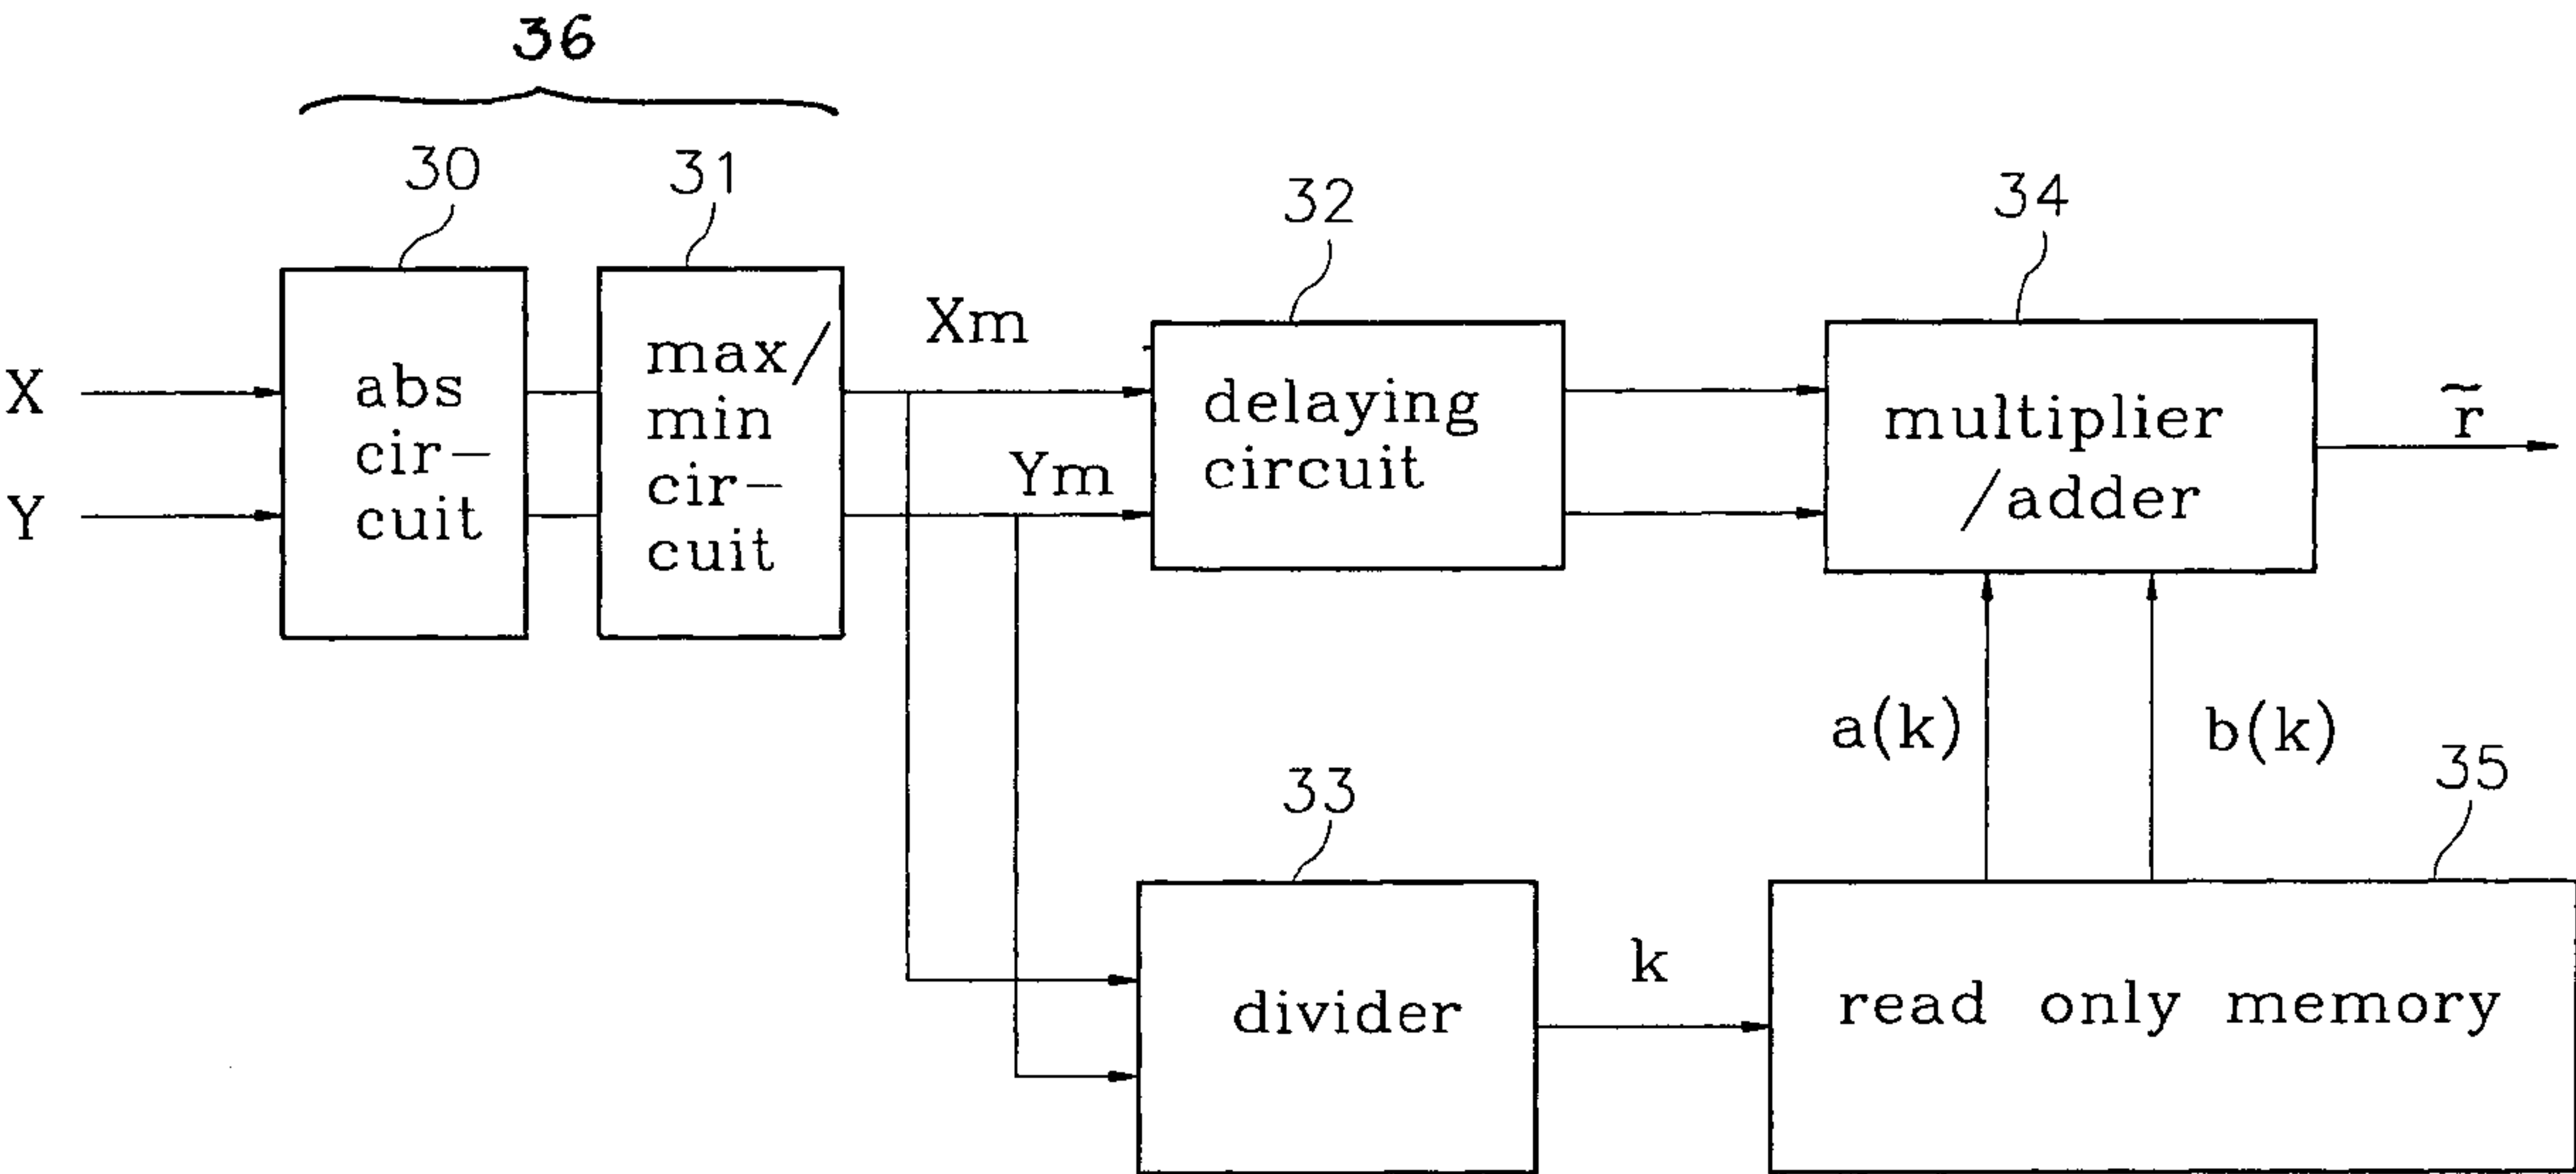 36
30
31
32
34
X
Y
abs
cir-
cuit
max/
min
cir-
cuit
Xm
Ym
delaying
circuit
multiplier
/adder
r̃
a(k)
b(k)
33
35
divider
k
read only memory